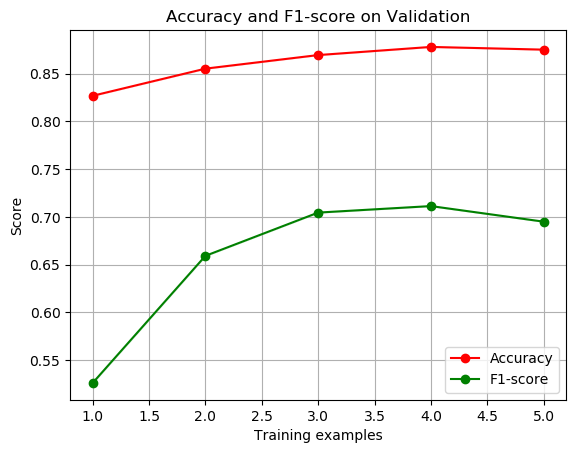 Accuracy and F1-score on Validation
Score
0.85
0.80
0.75
0.70
0.65
0.60
0.55
Accuracy
F1-score
1.0 1.5 2.0 2.5 3.0 3.5 4.0 4.5 5.0
Training examples